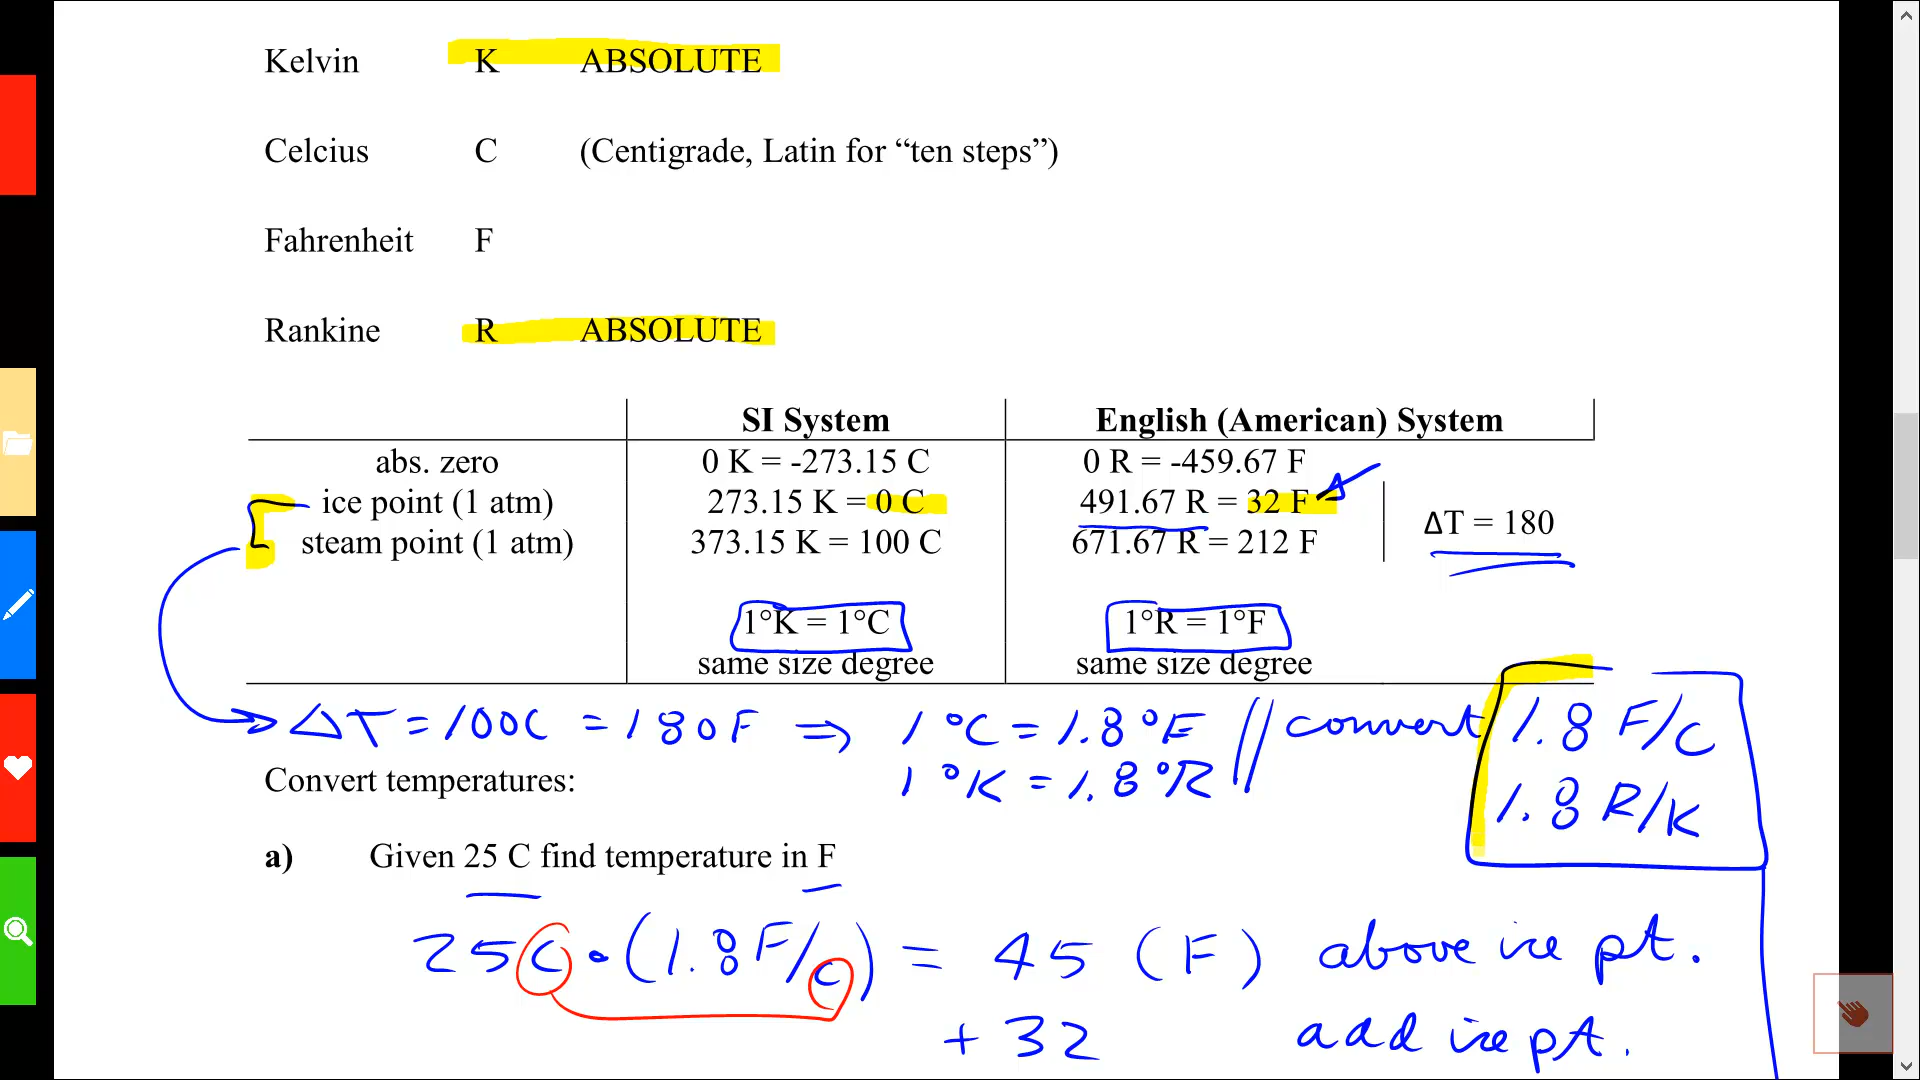 Kelvin K ABSOLUTE
Celcius C (Centigrade, Latin for “ten steps”)
Fahrenheit F
Rankine R ABSOLUTE
SI System English (American) System
abs. zero 0 K = -273.15 C 0 R = -459.67 F
ice point (1 atm) 273.15 K = 0 C 491.67 R = 32 F
ΔT = 180
steam point (1 atm) 373.15 K = 100 C 671.67 R = 212 F
1°K = 1°C 1°R = 1°F
same size degree same size degree
ΔT = 100C = 180F ⇒ 1°C = 1.8°F // convert 1.8 F/C
1°K = 1.8°R 1.8 R/K
Convert temperatures:
a) Given 25 C find temperature in F
25C • (1.8F/C) = 45 (F) above ice pt.
+ 32 add ice pt.